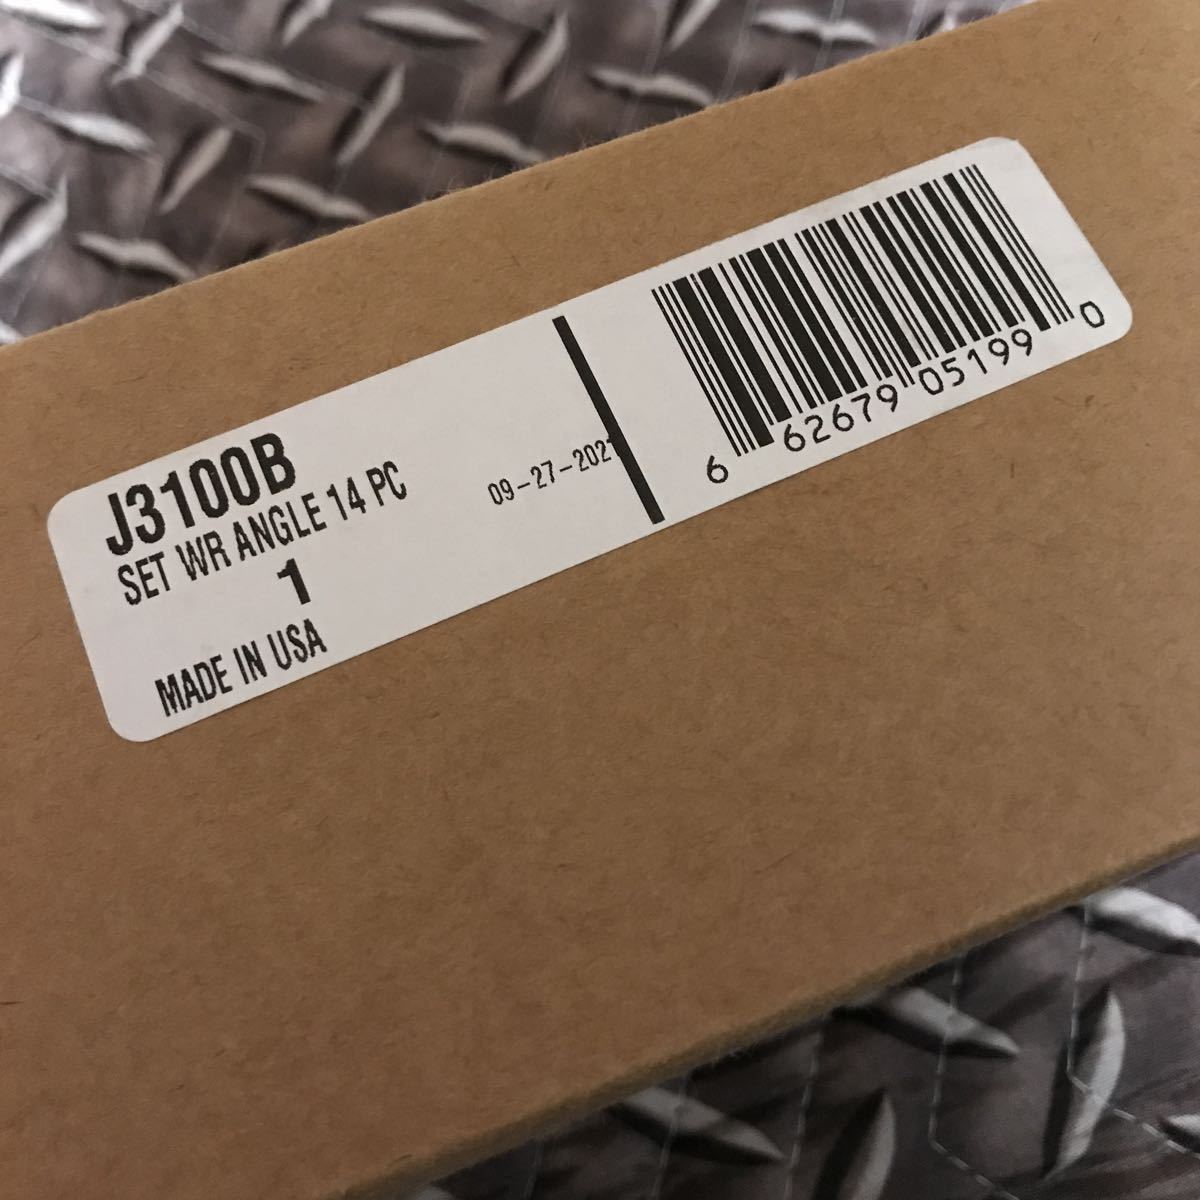 J3100B
SET WR ANGLE 14 PC
1
MADE IN USA
09-27-2021
6 62679 05199 0